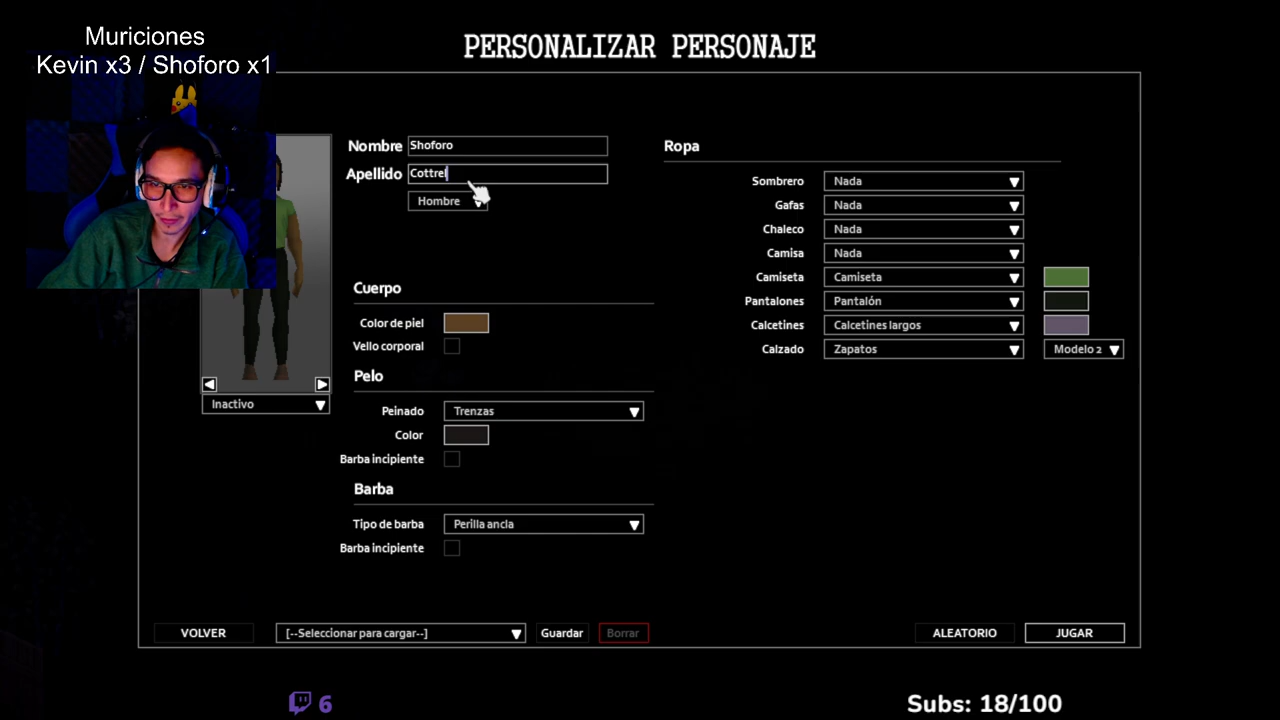 Muriciones
Kevin x3 / Shoforo x1
PERSONALIZAR PERSONAJE
Nombre Shoforo
Apellido Cottrel
Hombre
Inactivo
Cuerpo
Color de piel
Vello corporal
Pelo
Peinado Trenzas
Color
Barba incipiente
Barba
Tipo de barba Perilla ancla
Barba incipiente
Ropa
Sombrero Nada
Gafas Nada
Chaleco Nada
Camisa Nada
Camiseta Camiseta
Pantalones Pantalón
Calcetines Calcetines largos
Calzado Zapatos Modelo 2
VOLVER [--Seleccionar para cargar--] Guardar Borrar ALEATORIO JUGAR
6 Subs: 18/100